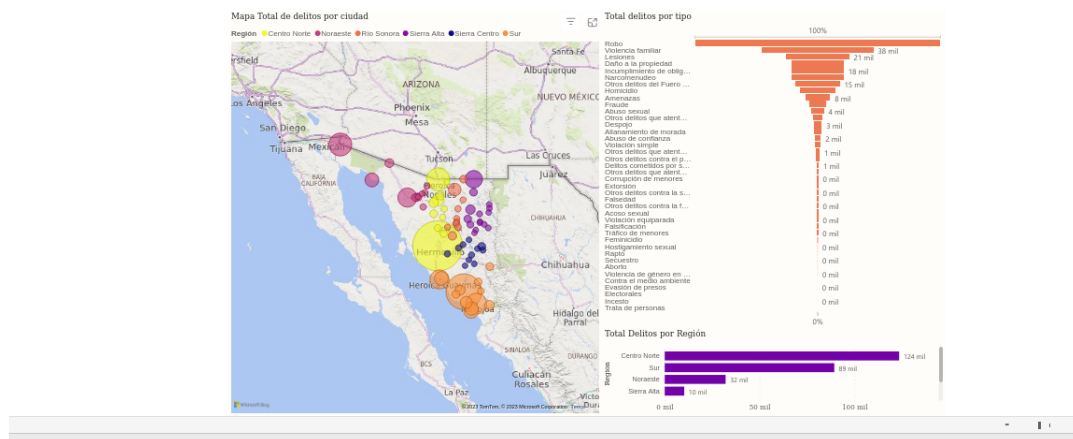 Mapa Total de delitos por ciudad
Región Centro Norte Noraeste Río Sonora Sierra Alta Sierra Centro Sur
Santa Fe
ersfield
Albuquerque
ARIZONA
NUEVO MÉXICO
os Angeles
Phoenix
Mesa
San Diego
Tijuana Mexicali
Tucson
Las Cruces
Juárez
BAJA
CALIFORNIA
Nogales
CHIHUAHUA
Chihuahua
Heroica Guaymas
Hidalgo del
Parral
SINALOA
DURANGO
BCS
Culiacán
Rosales
La Paz
Victo
Microsoft Bing
©2023 TomTom, © 2023 Microsoft Corporation Terms
Total delitos por tipo
100%
Robo
Violencia familiar 38 mil
Lesiones 21 mil
Daño a la propiedad
Incumplimiento de oblig... 18 mil
Narcomenudeo
Otros delitos del Fuero ... 15 mil
Homicidio
Amenazas 8 mil
Fraude
Abuso sexual 4 mil
Otros delitos que atent...
Despojo 3 mil
Allanamiento de morada
Abuso de confianza 2 mil
Violación simple
Otros delitos que atent... 1 mil
Otros delitos contra el p...
Delitos cometidos por s... 1 mil
Otros delitos que atent...
Corrupción de menores 0 mil
Extorsión
Otros delitos contra la s... 0 mil
Falsedad
Otros delitos contra la f... 0 mil
Acoso sexual
Violación equiparada 0 mil
Falsificación
Tráfico de menores 0 mil
Feminicidio
Hostigamiento sexual 0 mil
Rapto
Secuestro 0 mil
Aborto
Violencia de género en ... 0 mil
Contra el medio ambiente
Evasión de presos 0 mil
Electorales
Incesto 0 mil
Trata de personas
0%
Total Delitos por Región
Región
Centro Norte 124 mil
Sur 89 mil
Noraeste 32 mil
Sierra Alta 10 mil
0 mil 50 mil 100 mil